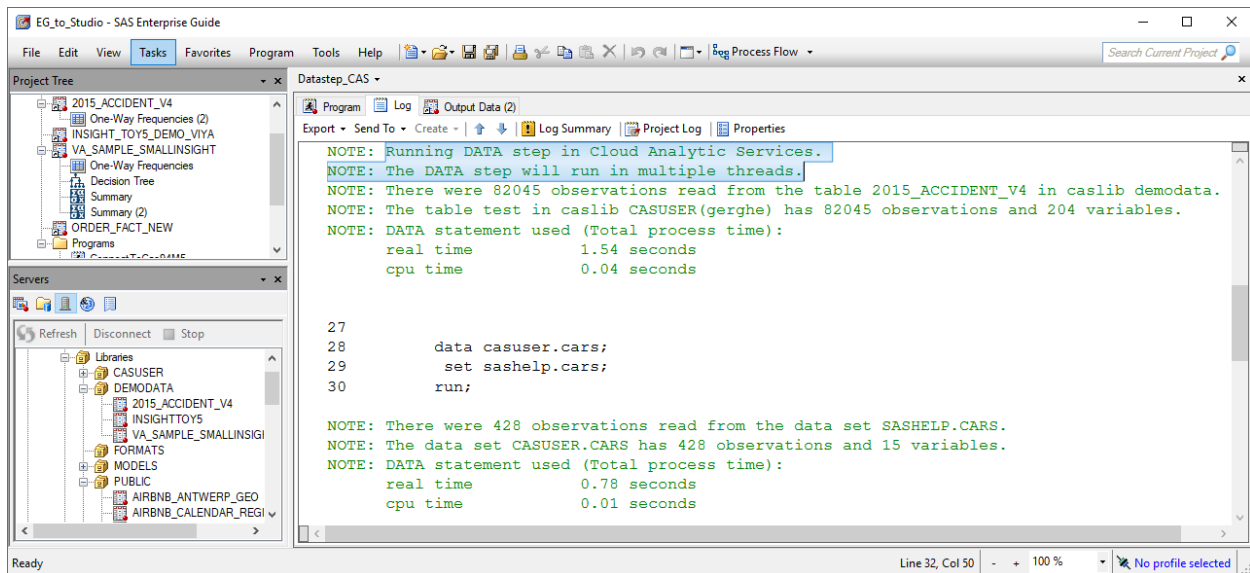 EG_to_Studio - SAS Enterprise Guide
File Edit View Tasks Favorites Program Tools Help Process Flow Search Current Project
Project Tree
2015_ACCIDENT_V4
One-Way Frequencies (2)
INSIGHT_TOY5_DEMO_VIYA
VA_SAMPLE_SMALLINSIGHT
One-Way Frequencies
Decision Tree
Summary
Summary (2)
ORDER_FACT_NEW
Programs
Servers
Refresh Disconnect Stop
Libraries
CASUSER
DEMODATA
2015_ACCIDENT_V4
INSIGHTTOY5
VA_SAMPLE_SMALLINSIGI
FORMATS
MODELS
PUBLIC
AIRBNB_ANTWERP_GEO
AIRBNB_CALENDAR_REGI
Datastep_CAS
Program Log Output Data (2)
Export Send To Create Log Summary Project Log Properties
NOTE: Running DATA step in Cloud Analytic Services.
NOTE: The DATA step will run in multiple threads.
NOTE: There were 82045 observations read from the table 2015_ACCIDENT_V4 in caslib demodata.
NOTE: The table test in caslib CASUSER(gerghe) has 82045 observations and 204 variables.
NOTE: DATA statement used (Total process time):
real time 1.54 seconds
cpu time 0.04 seconds
27
28 data casuser.cars;
29 set sashelp.cars;
30 run;
NOTE: There were 428 observations read from the data set SASHELP.CARS.
NOTE: The data set CASUSER.CARS has 428 observations and 15 variables.
NOTE: DATA statement used (Total process time):
real time 0.78 seconds
cpu time 0.01 seconds
Ready Line 32, Col 50 - + 100 % No profile selected